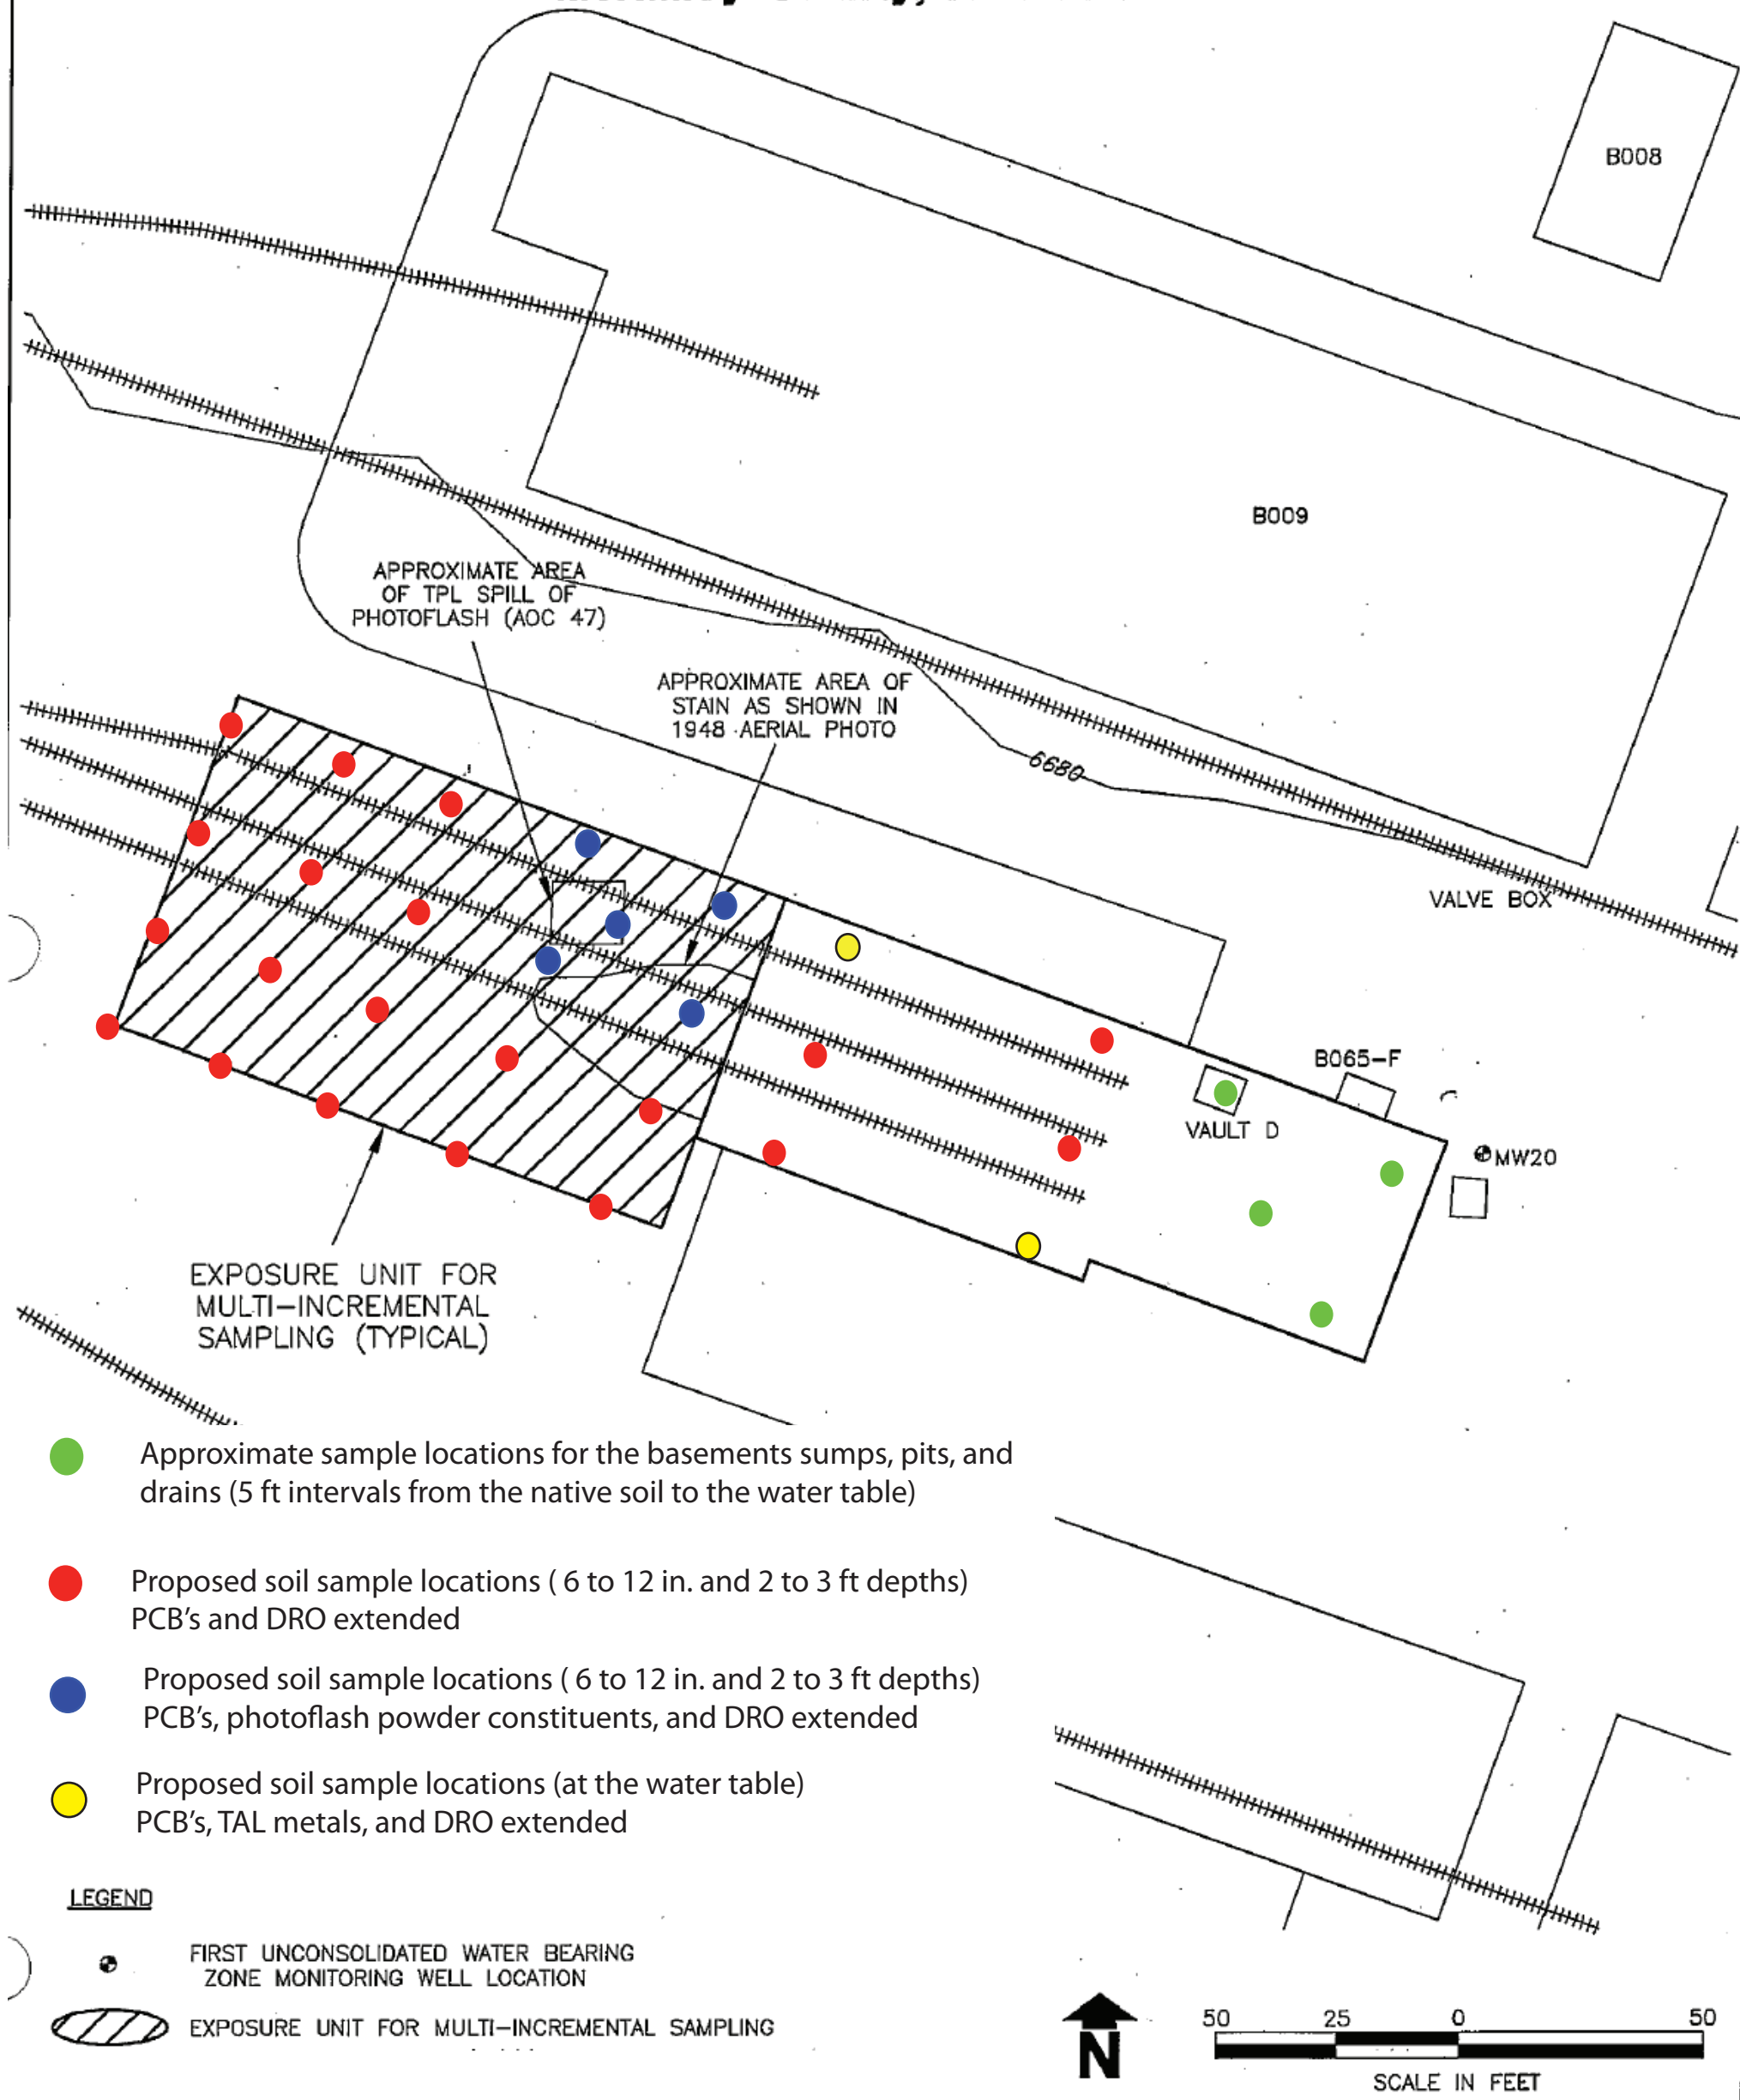 B008
B009
APPROXIMATE AREA
OF TPL SPILL OF
PHOTOFLASH (AOC 47)
APPROXIMATE AREA OF
STAIN AS SHOWN IN
1948 AERIAL PHOTO
6680
VALVE BOX
B065-F
VAULT D
MW20
EXPOSURE UNIT FOR
MULTI-INCREMENTAL
SAMPLING (TYPICAL)
Approximate sample locations for the basements sumps, pits, and
drains (5 ft intervals from the native soil to the water table)
Proposed soil sample locations ( 6 to 12 in. and 2 to 3 ft depths)
PCB's and DRO extended
Proposed soil sample locations ( 6 to 12 in. and 2 to 3 ft depths)
PCB's, photoflash powder constituents, and DRO extended
Proposed soil sample locations (at the water table)
PCB's, TAL metals, and DRO extended
LEGEND
FIRST UNCONSOLIDATED WATER BEARING
ZONE MONITORING WELL LOCATION
EXPOSURE UNIT FOR MULTI-INCREMENTAL SAMPLING
N
50 25 0 50
SCALE IN FEET